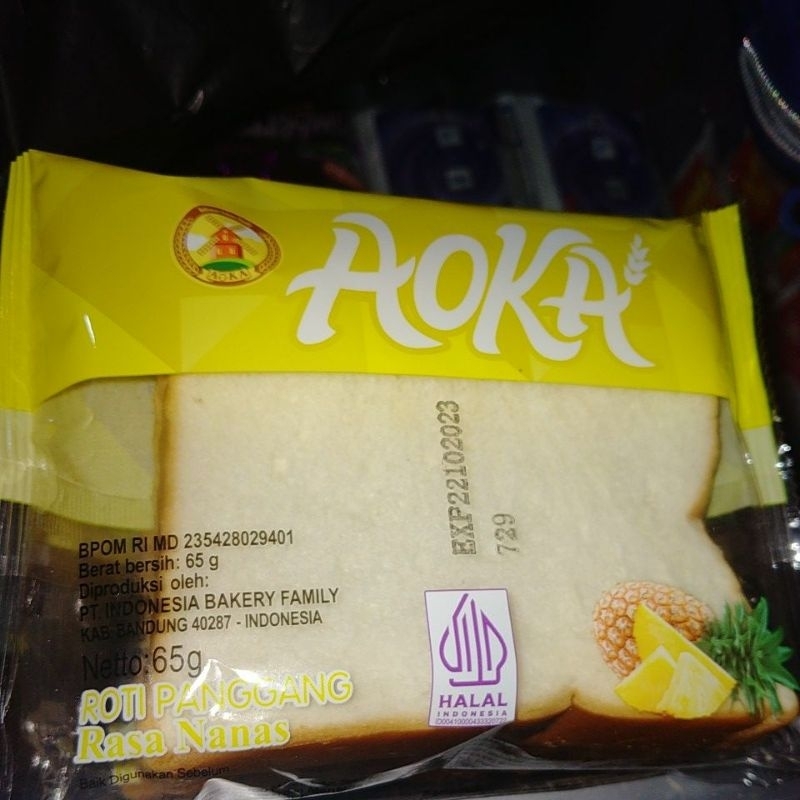 AOKA
AOKA
EXP22102023
729
BPOM RI MD 235428029401
Berat bersih: 65 g
Diproduksi oleh:
PT. INDONESIA BAKERY FAMILY
KAB. BANDUNG 40287 - INDONESIA
Netto:65g
ROTI PANGGANG
Rasa Nanas
Baik Digunakan Sebelum
HALAL
INDONESIA